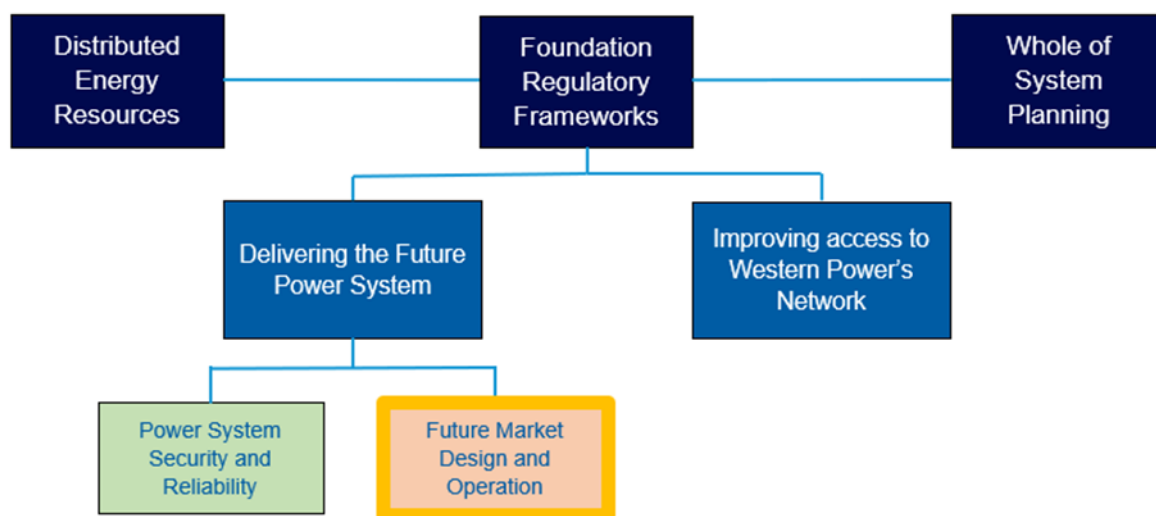 Distributed
Energy
Resources
Foundation
Regulatory
Frameworks
Whole of
System
Planning
Delivering the Future
Power System
Improving access to
Western Power's
Network
Power System
Security and
Reliability
Future Market
Design and
Operation